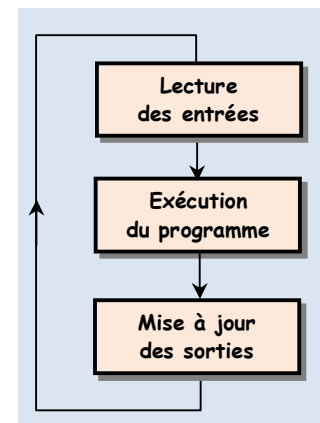 Lecture
des entrées
Exécution
du programme
Mise à jour
des sorties